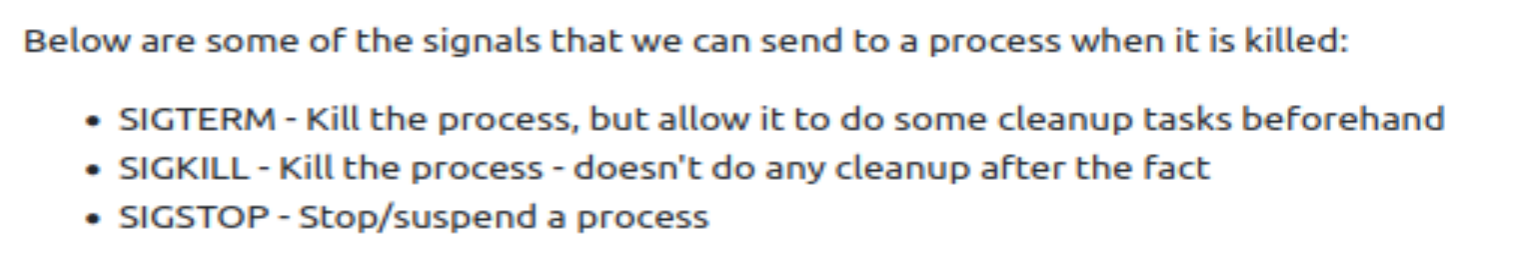 Below are some of the signals that we can send to a process when it is killed:
• SIGTERM - Kill the process, but allow it to do some cleanup tasks beforehand
• SIGKILL - Kill the process - doesn't do any cleanup after the fact
• SIGSTOP - Stop/suspend a process